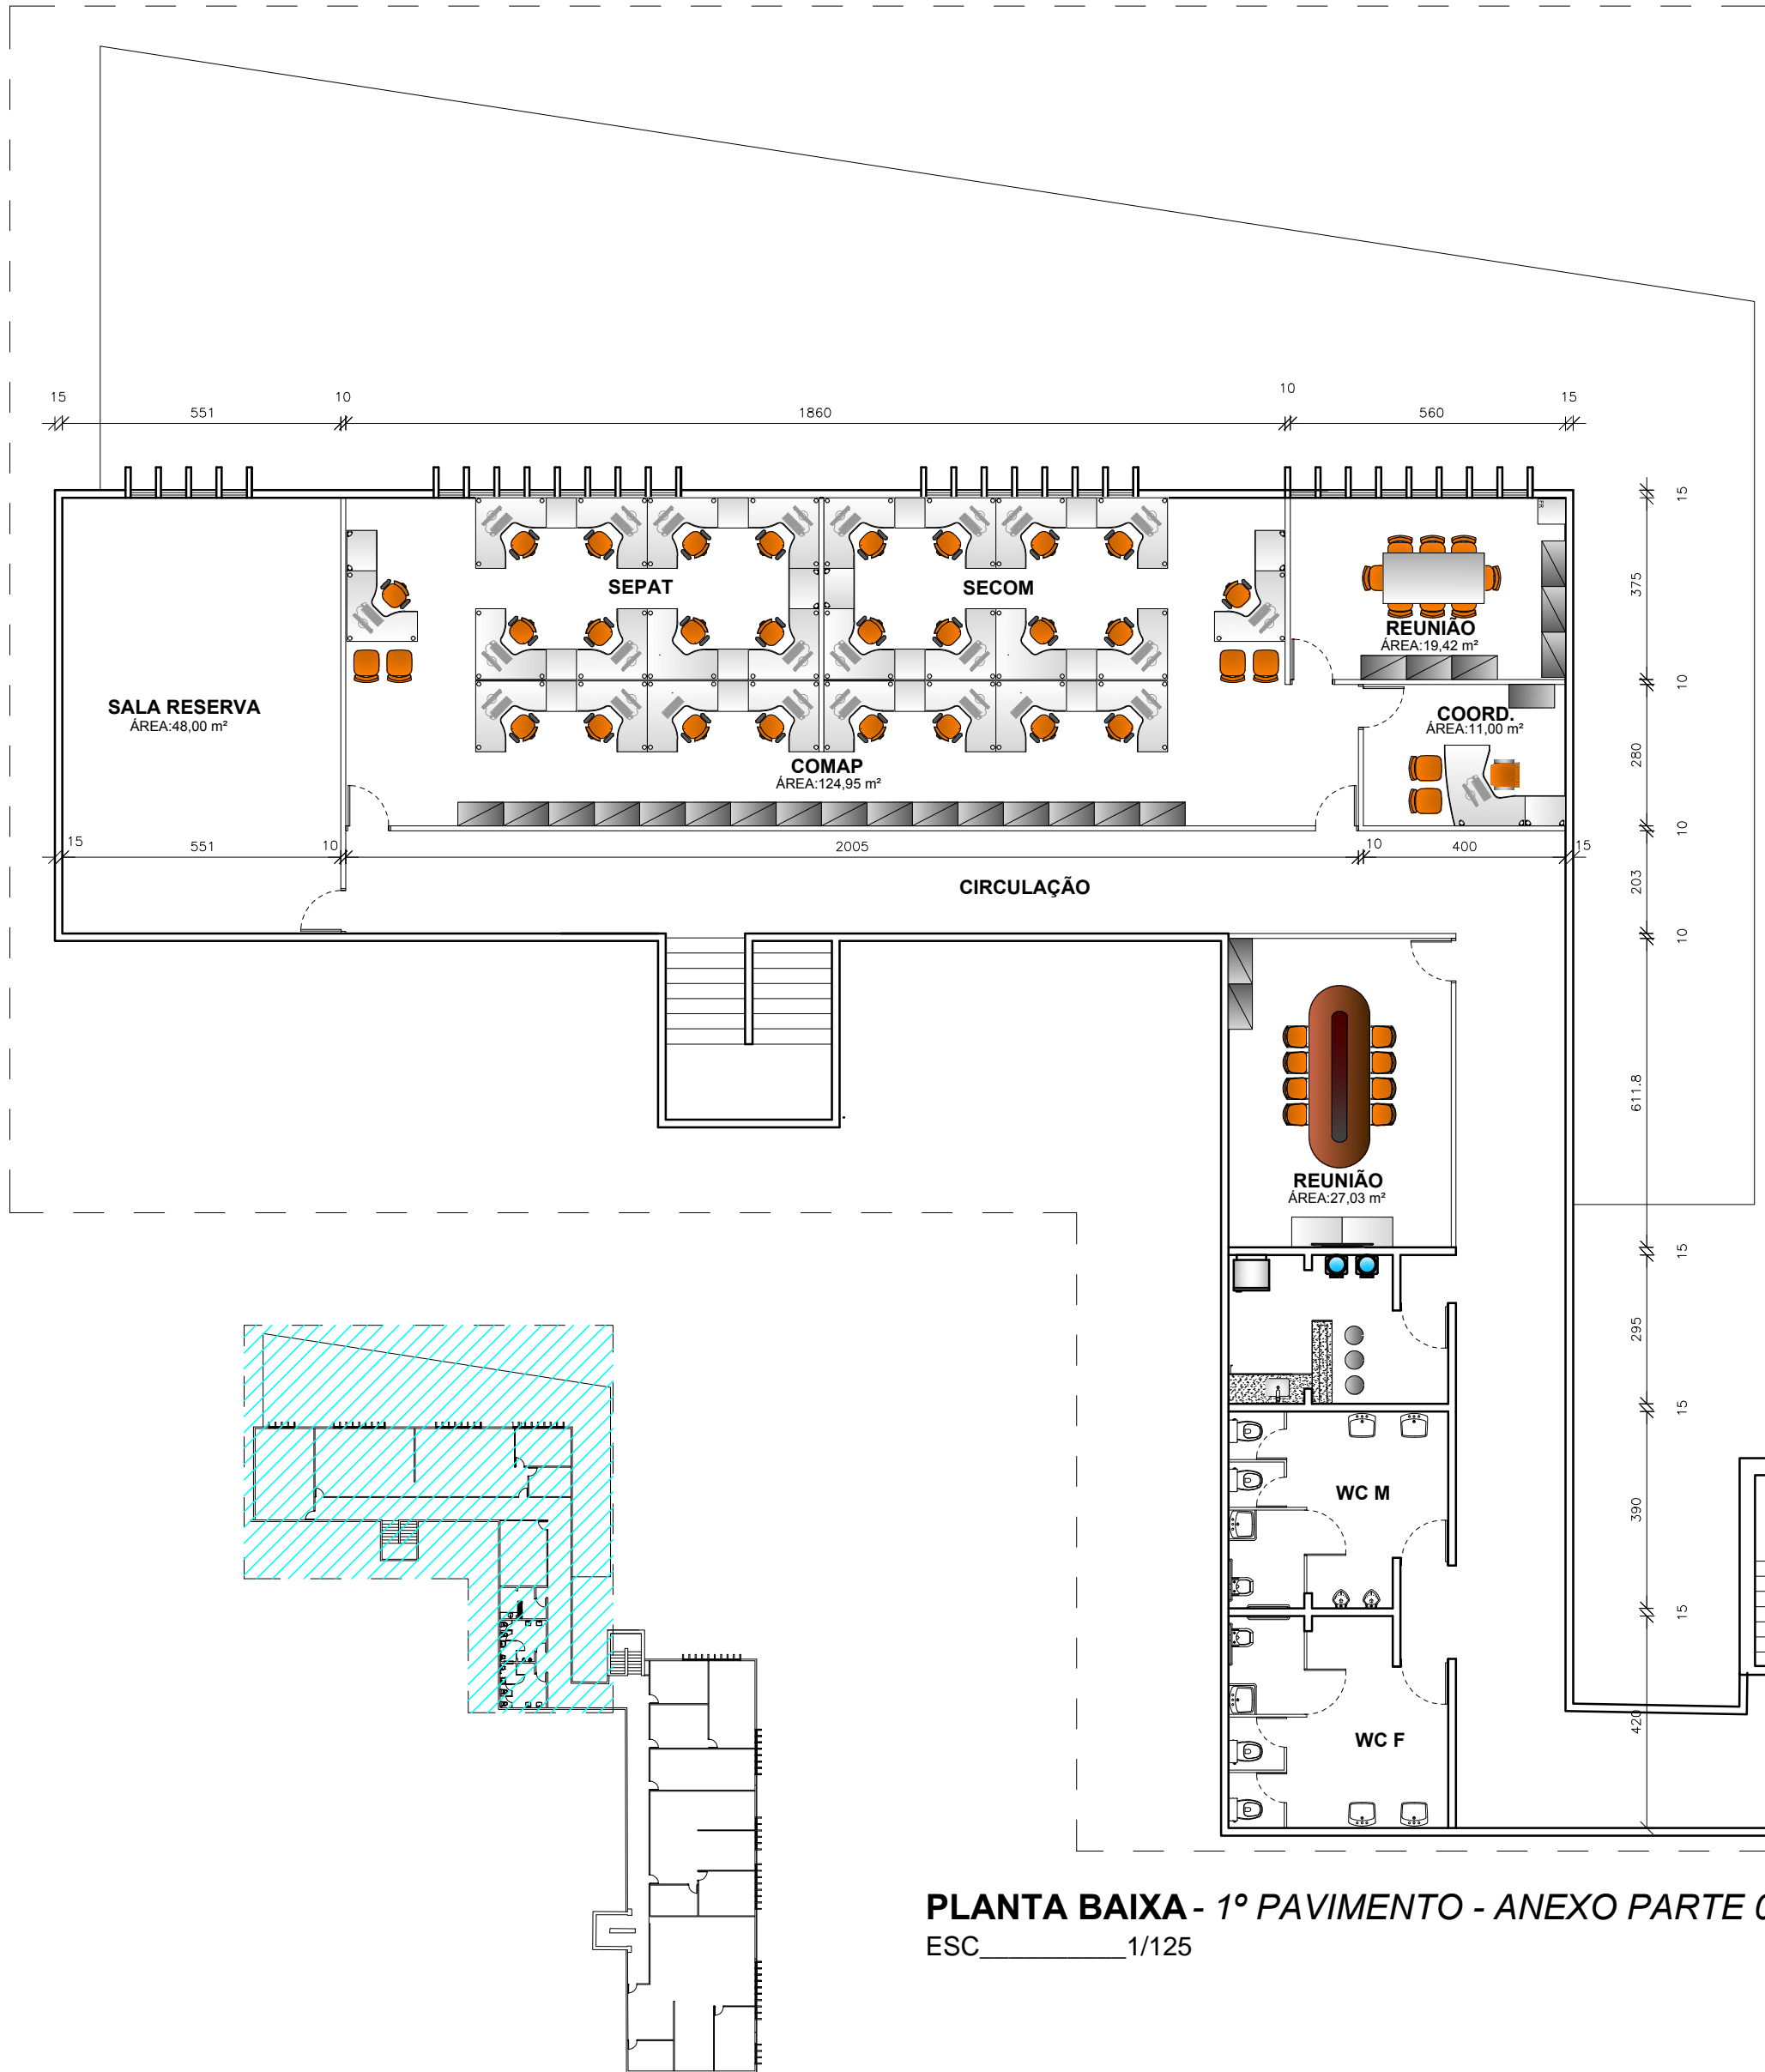 15
551
10
1860
10
560
15
15
375
10
280
10
203
10
611.8
15
295
15
390
15
420
SEPAT
SECOM
REUNIÃO
ÁREA:19,42 m²
SALA RESERVA
ÁREA:48,00 m²
COORD.
ÁREA:11,00 m²
COMAP
ÁREA:124,95 m²
15
551
10
2005
10
400
15
CIRCULAÇÃO
REUNIÃO
ÁREA:27,03 m²
WC M
WC F
PLANTA BAIXA - 1º PAVIMENTO - ANEXO PARTE
ESC__________1/125